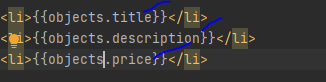 <li>{{objects.title}}</li>
<li>{{objects.description}}</li>
<li>{{objects.price}}</li>